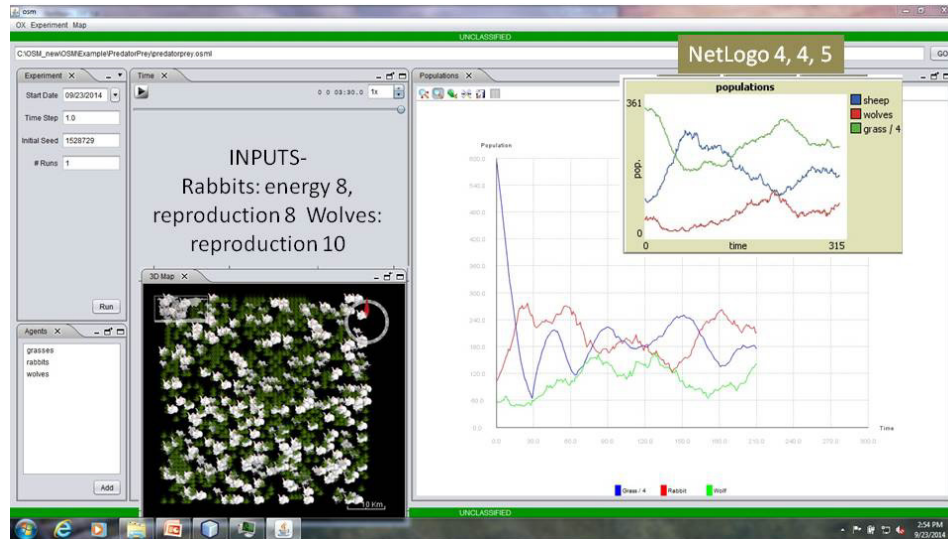 osm
OX Experiment Map
UNCLASSIFIED
C:\OSM_new\OSM\Example\PredatorPrey\predatorprey.osml
GO
Experiment
Start Date 09/23/2014
Time Step 1.0
Initial Seed 1528729
# Runs 1
Run
Agents
grasses
rabbits
wolves
Add
Time
0 0 03:30.0 1x
INPUTS-
Rabbits: energy 8,
reproduction 8 Wolves:
reproduction 10
3D Map
10 Km
Populations
NetLogo 4, 4, 5
populations
361
pop.
0
0 time 315
sheep
wolves
grass / 4
Population
600.0
540.0
480.0
420.0
360.0
300.0
240.0
180.0
120.0
60.0
0.0
0.0 30.0 60.0 90.0 120.0 150.0 180.0 210.0 240.0 270.0 300.0
Time
Grass / 4 Rabbit Wolf
UNCLASSIFIED
2:54 PM
9/23/2014